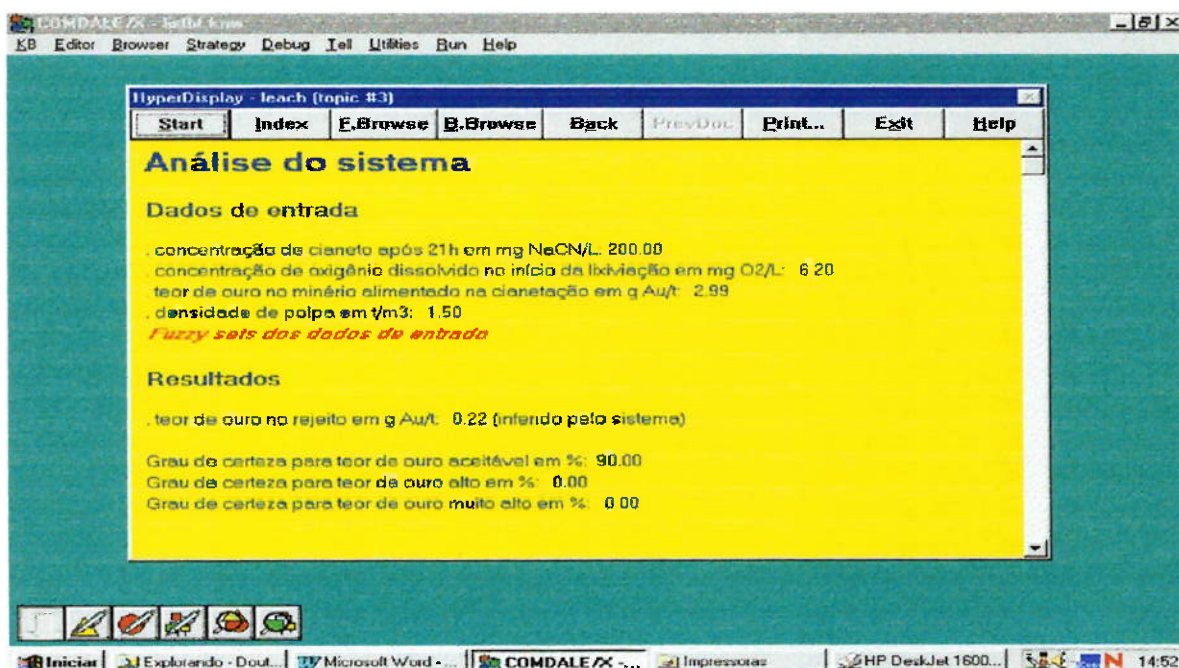 COMDALE/X - 
KB Editor Browser Strategy Debug Tell Utilities Run Help
HyperDisplay - leach (topic #3)
Start Index F.Browse B.Browse Back PrevDoc Print... Exit Help
Análise do sistema
Dados de entrada
. concentração de cianeto após 21h em mg NaCN/L: 200.00
. concentração de oxigênio dissolvido no início da lixiviação em mg O2/L: 6.20
. teor de ouro no minério alimentado na cianetação em g Au/t: 2.99
. densidade de polpa em t/m3: 1.50
Fuzzy sets dos dados de entrada
Resultados
. teor de ouro no rejeito em g Au/t: 0.22 (inferido pelo sistema)
Grau de certeza para teor de ouro aceitável em %: 90.00
Grau de certeza para teor de ouro alto em %: 0.00
Grau de certeza para teor de ouro muito alto em %: 0.00
Iniciar Explorando - Dout... Microsoft Word - ... COMDALE/X -... Impressoras HP DeskJet 1600... 14:52